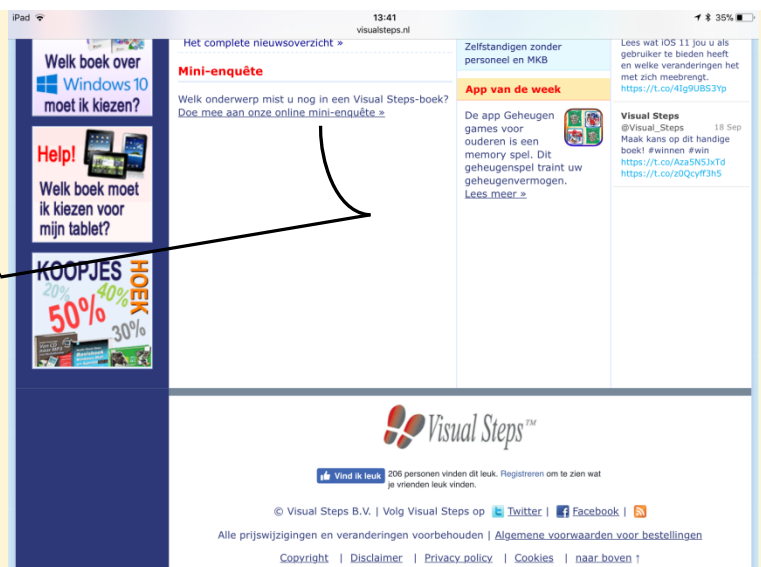 iPad
13:41
35%
visualsteps.nl
Welk boek over
Windows 10
moet ik kiezen?
Help!
Welk boek moet
ik kiezen voor
mijn tablet?
KOOPJES
HOEK
20%
40%
50%
30%
Het complete nieuwsoverzicht »
Mini-enquête
Welk onderwerp mist u nog in een Visual Steps-boek?
Doe mee aan onze online mini-enquête »
Zelfstandigen zonder
personeel en MKB
App van de week
De app Geheugen
games voor
ouderen is een
memory spel. Dit
geheugenspel traint uw
geheugenvermogen.
Lees meer »
Lees wat iOS 11 jou u als
gebruiker te bieden heeft
en welke veranderingen het
met zich meebrengt.
https://t.co/4Ig9UBS3Yp
Visual Steps
@Visual_Steps 18 Sep
Maak kans op dit handige
boek! #winnen #win
https://t.co/Aza5N5JxTd
https://t.co/z0Qcyff3h5
Visual Steps™
Vind ik leuk
206 personen vinden dit leuk. Registreren om te zien wat
je vrienden leuk vinden.
© Visual Steps B.V. | Volg Visual Steps op Twitter | Facebook |
Alle prijswijzigingen en veranderingen voorbehouden | Algemene voorwaarden voor bestellingen
Copyright | Disclaimer | Privacy policy | Cookies | naar boven ↑